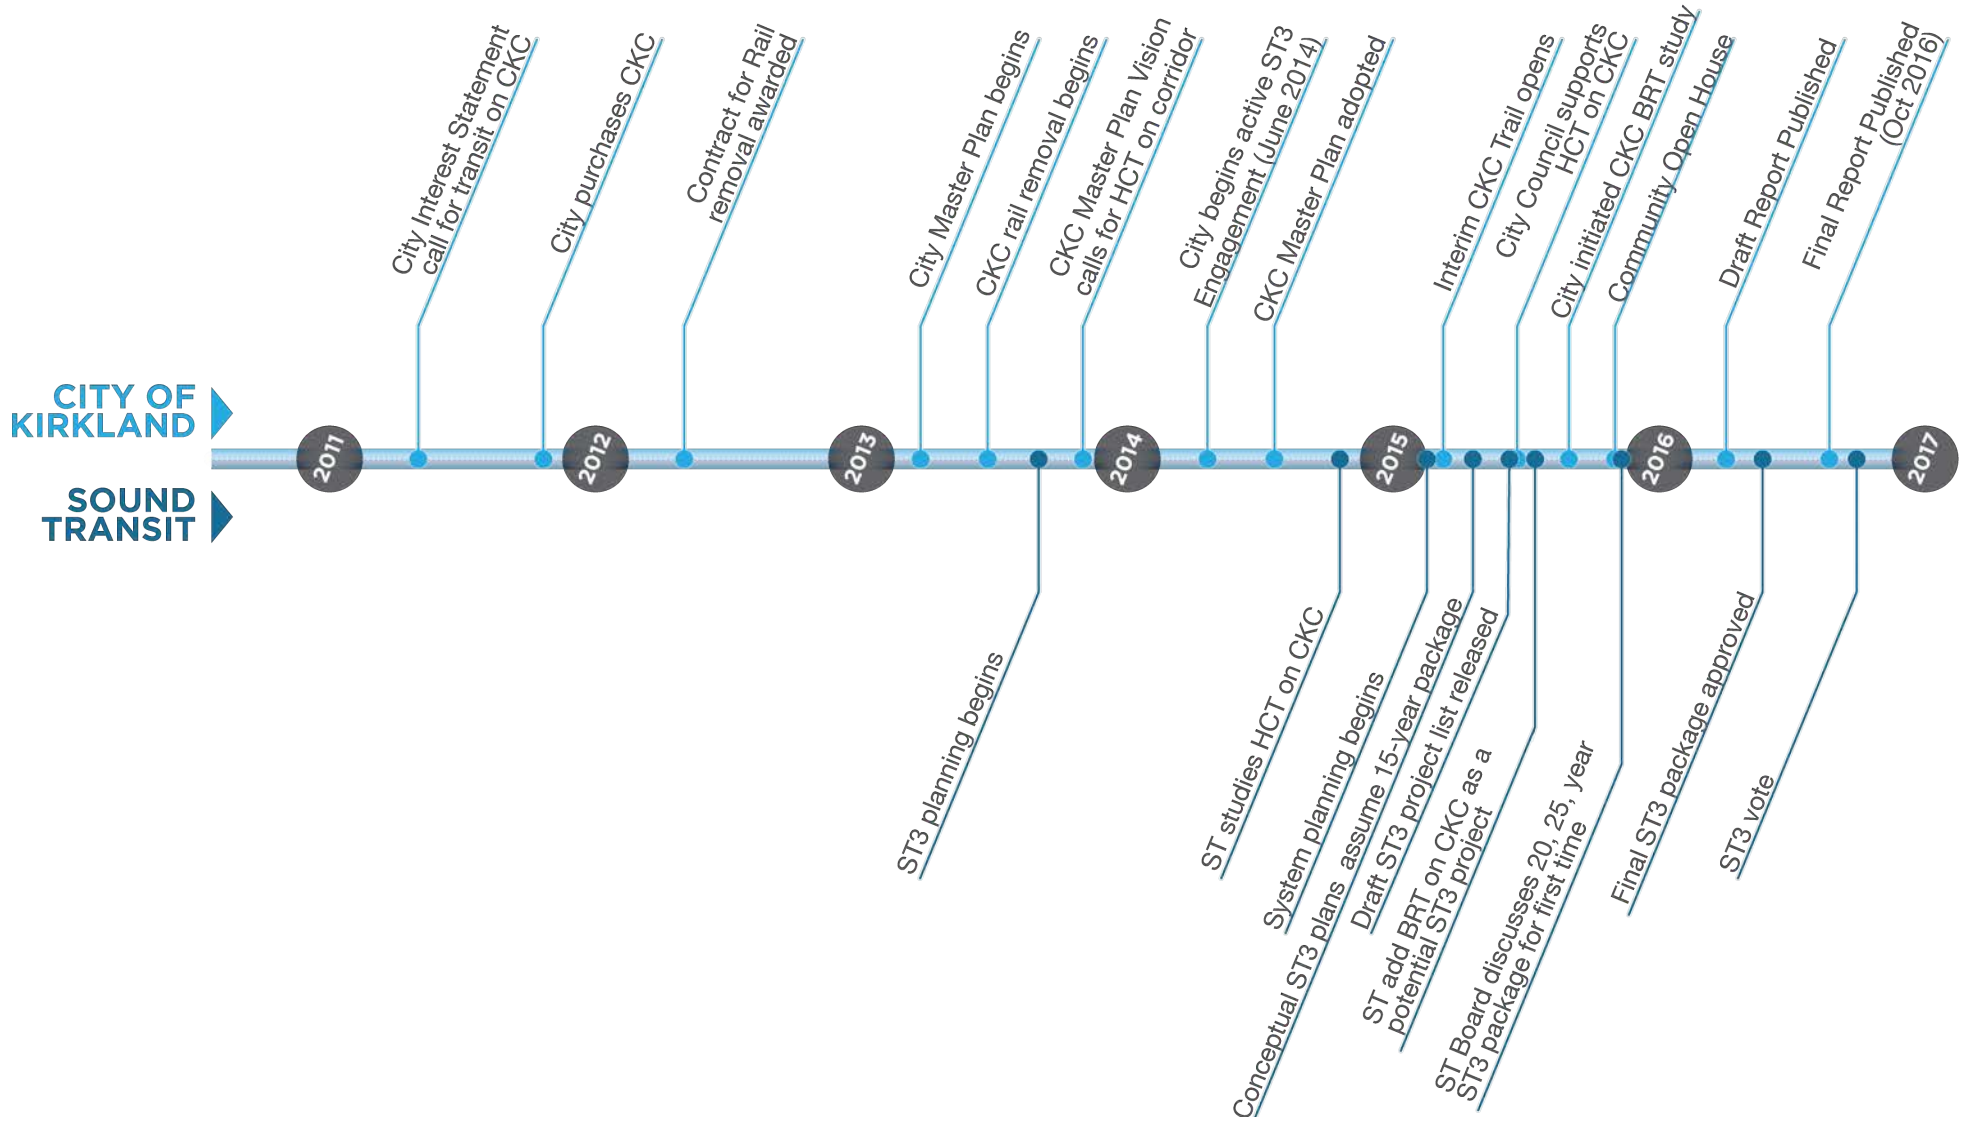 City Interest Statement
call for transit on CKC
City purchases CKC
Contract for Rail
removal awarded
City Master Plan begins
CKC rail removal begins
CKC Master Plan Vision
calls for HCT on corridor
City begins active ST3
Engagement (June 2014)
CKC Master Plan adopted
Interim CKC Trail opens
City Council supports
HCT on CKC
City initiated CKC BRT study
Community Open House
Draft Report Published
Final Report Published
(Oct 2016)
CITY OF
KIRKLAND
2011
2012
2013
2014
2015
2016
2017
SOUND
TRANSIT
ST3 planning begins
ST studies HCT on CKC
System planning begins
Conceptual ST3 plans assume 15-year package
Draft ST3 project list released
ST add BRT on CKC as a
potential ST3 project
ST Board discusses 20, 25, year
ST3 package for first time
Final ST3 package approved
ST3 vote